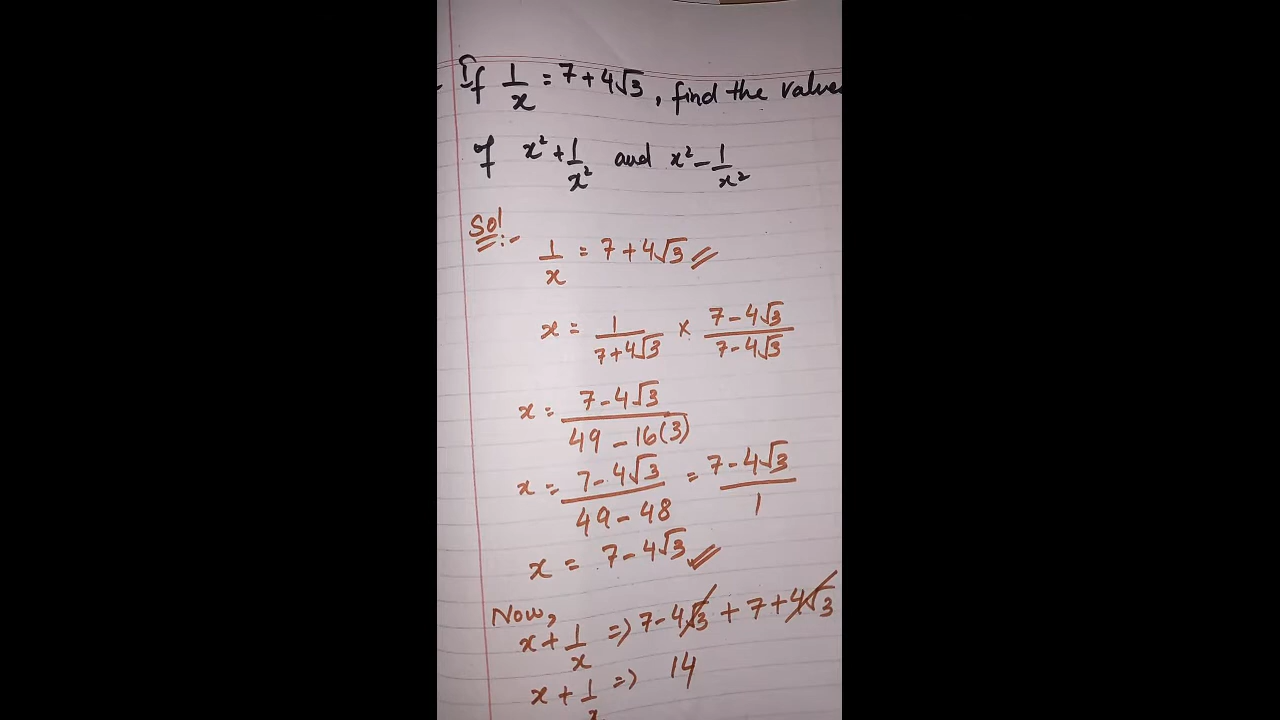 If 1/x = 7+4√3, find the values
of x²+1/x² and x²-1/x²
Sol:-
1/x = 7+4√3
x = 1/7+4√3 × 7-4√3/7-4√3
x = 7-4√3/49-16(3)
x = 7-4√3/49-48 = 7-4√3/1
x = 7-4√3
Now,
x+1/x => 7-4√3+7+4√3
x+1/x => 14